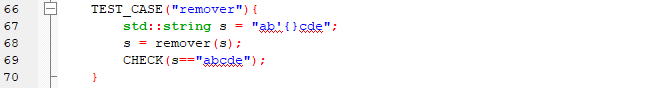 66 TEST_CASE("remover"){
67 std::string s = "ab'{}cde";
68 s = remover(s);
69 CHECK(s=="abcde");
70 }